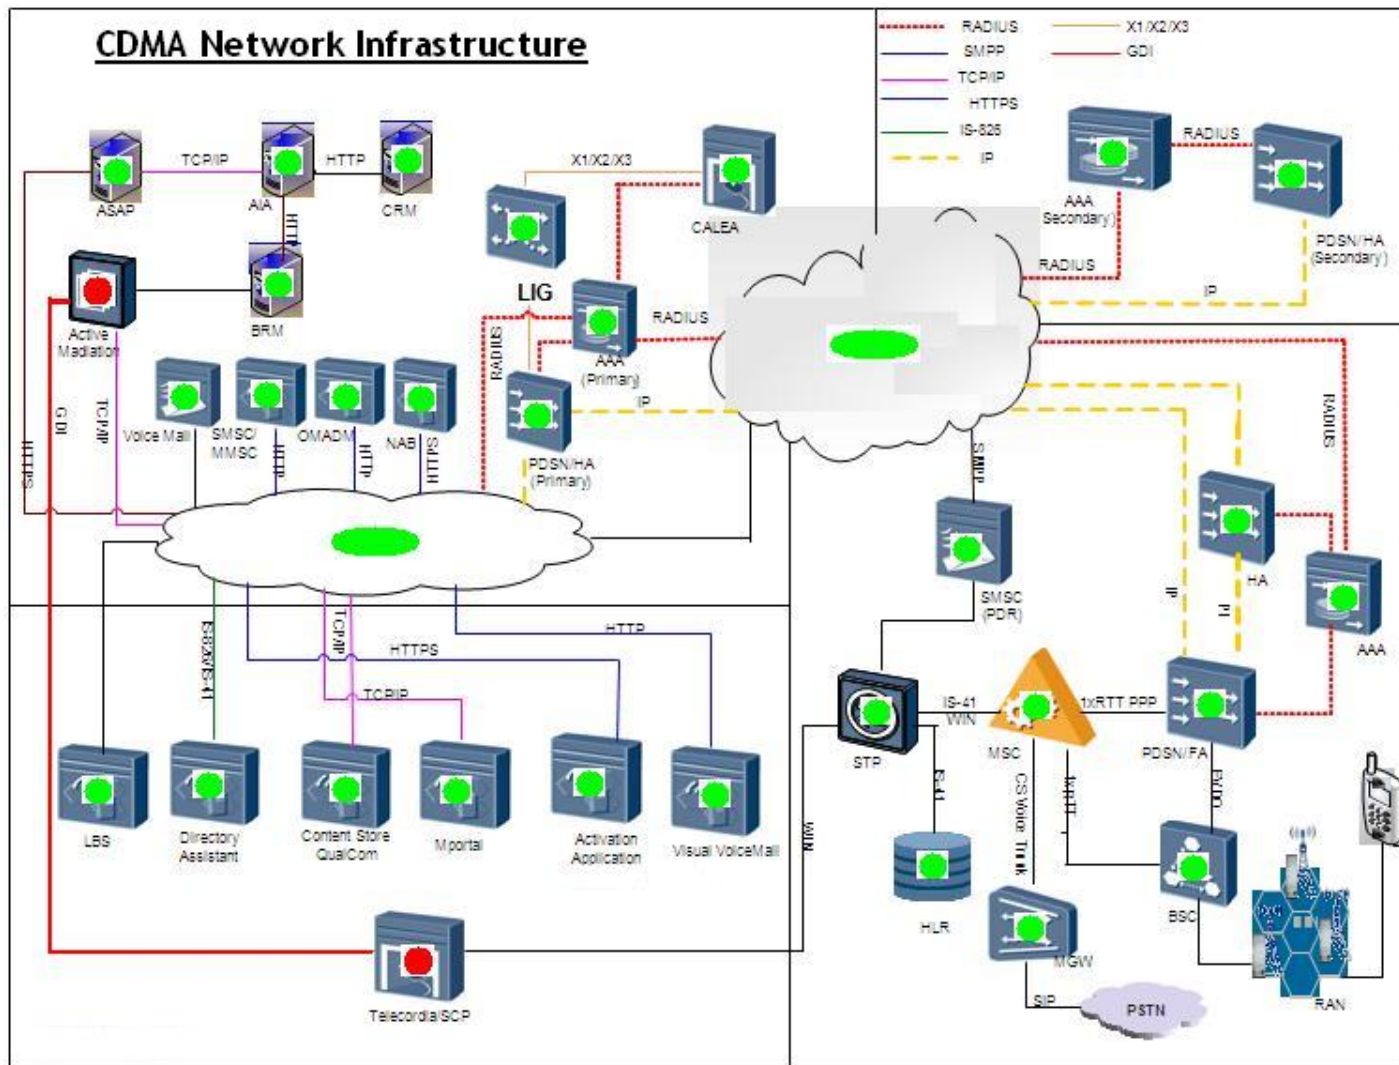 CDMA Network Infrastructure
RADIUS
X1/X2/X3
SMPP
GDI
TCP/IP
HTTPS
IS-826
IP
TCP/IP
HTTP
ASAP
AIA
CRM
HTTP
X1/X2/X3
CALEA
RADIUS
AAA
Secondary)
PDSN/HA
(Secondary)
RADIUS
IP
LIG
Active
Madiation
BRM
RADIUS
RADIUS
AAA
(Primary)
IP
PDSN/HA
(Primary)
HTTPS
GDI
TCP/IP
Voice Mail
SMSC/
MMSC
OMADM
NAB
HTTP
HTTP
HTTPS
SMPP
RADIUS
SMSC
(PDR)
HA
IP
IP
AAA
IS-826/IS-41
HTTPS
TCP/IP
TCP/IP
HTTP
LBS
Directory
Assistant
Content Store
QualCom
Mportal
Activation
Application
Visual VoiceMail
IS-41
WIN
1xRTT PPP
STP
MSC
PDSN/FA
WIN
IS-41
CS Voice Trunk
1xRTT
EVDO
HLR
MGW
BSC
RAN
SIP
PSTN
Telecordia/SCP